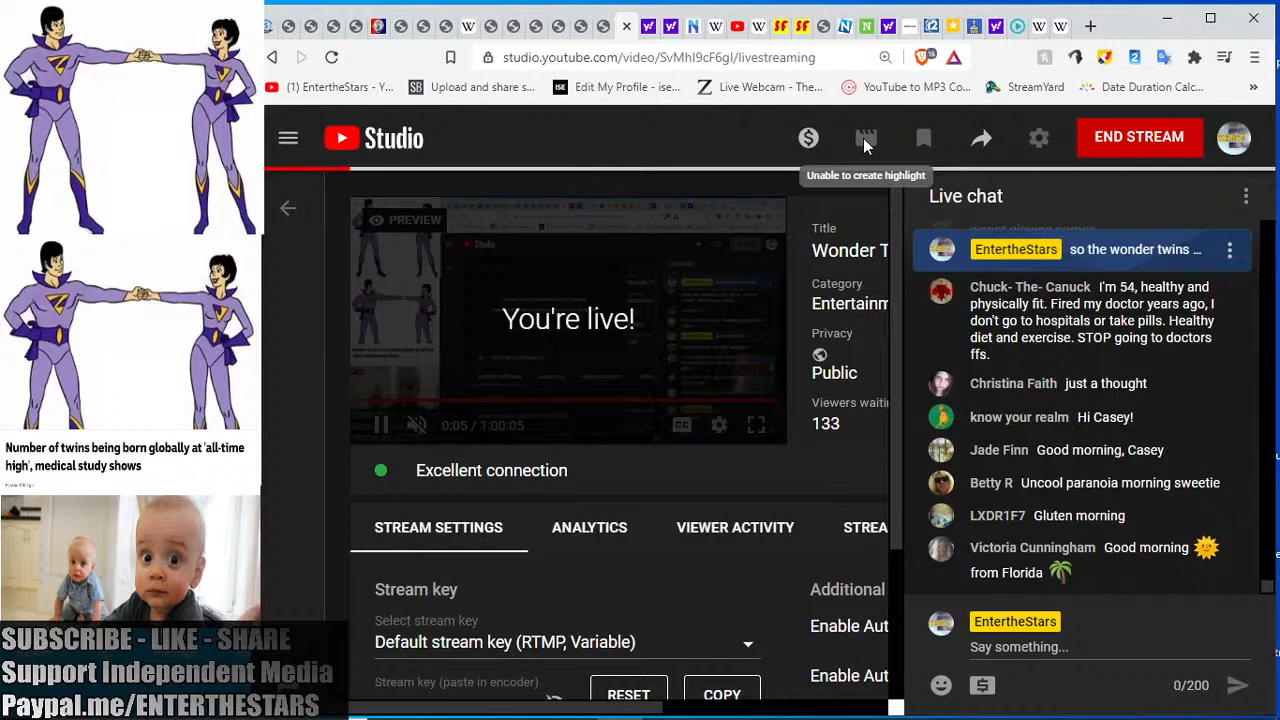 studio.youtube.com/video/SvMhI9cF6gI/livestreaming
16
(1) EntertheStars - Y...
Upload and share s...
Edit My Profile - ise...
Live Webcam - The...
YouTube to MP3 Co...
StreamYard
Date Duration Calc...
Studio
END STREAM
Unable to create highlight
PREVIEW
You're live!
0:05 / 1:00:05
Title
Wonder T
Category
Entertainm
Privacy
Public
Viewers waiti
133
Excellent connection
STREAM SETTINGS
ANALYTICS
VIEWER ACTIVITY
STREA
Stream key
Select stream key
Default stream key (RTMP, Variable)
Stream key (paste in encoder)
RESET
COPY
Additional
Enable Aut
Enable Aut
Live chat
EntertheStars so the wonder twins ...
Chuck- The- Canuck I'm 54, healthy and
physically fit. Fired my doctor years ago, I
don't go to hospitals or take pills. Healthy
diet and exercise. STOP going to doctors
ffs.
Christina Faith just a thought
know your realm Hi Casey!
Jade Finn Good morning, Casey
Betty R Uncool paranoia morning sweetie
LXDR1F7 Gluten morning
Victoria Cunningham Good morning
from Florida
EntertheStars
Say something...
0/200
Number of twins being born globally at 'all-time
high', medical study shows
SUBSCRIBE - LIKE - SHARE
Support Independent Media
Paypal.me/ENTERTHESTARS